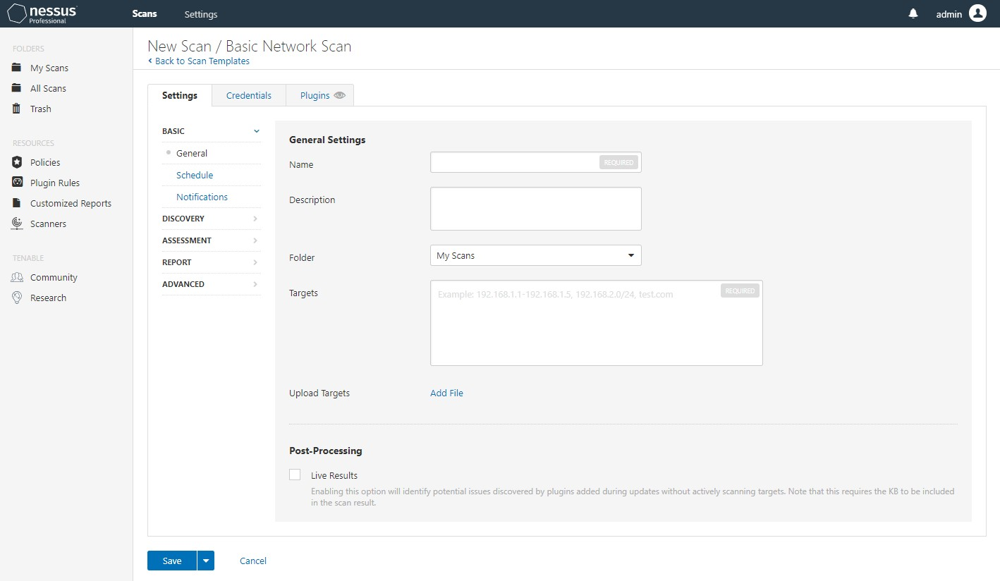 nessus
Professional
Scans
Settings
admin
FOLDERS
My Scans
All Scans
Trash
RESOURCES
Policies
Plugin Rules
Customized Reports
Scanners
TENABLE
Community
Research
New Scan / Basic Network Scan
Back to Scan Templates
Settings
Credentials
Plugins
BASIC
General
Schedule
Notifications
DISCOVERY
ASSESSMENT
REPORT
ADVANCED
General Settings
Name
REQUIRED
Description
Folder
My Scans
Targets
Example: 192.168.1.1-192.168.1.5, 192.168.2.0/24, test.com
REQUIRED
Upload Targets
Add File
Post-Processing
Live Results
Enabling this option will identify potential issues discovered by plugins added during updates without actively scanning targets. Note that this requires the KB to be included
in the scan result.
Save
Cancel